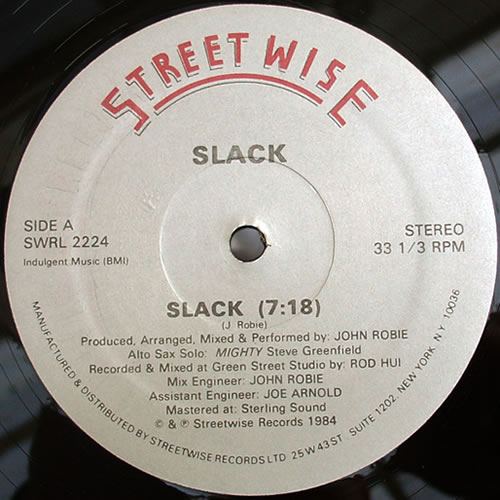 STREETWISE
SLACK
SIDE A
SWRL 2224
Indulgent Music (BMI)
STEREO
33 1/3 RPM
SLACK (7:18)
(J Robie)
Produced, Arranged, Mixed & Performed by: JOHN ROBIE
Alto Sax Solo: MIGHTY Steve Greenfield
Recorded & Mixed at Green Street Studio by: ROD HUI
Mix Engineer: JOHN ROBIE
Assistant Engineer: JOE ARNOLD
Mastered at: Sterling Sound
© & ℗ Streetwise Records 1984
MANUFACTURED & DISTRIBUTED BY STREETWISE RECORDS LTD 25 W 43 ST. SUITE 1202, NEW YORK, N Y 10036